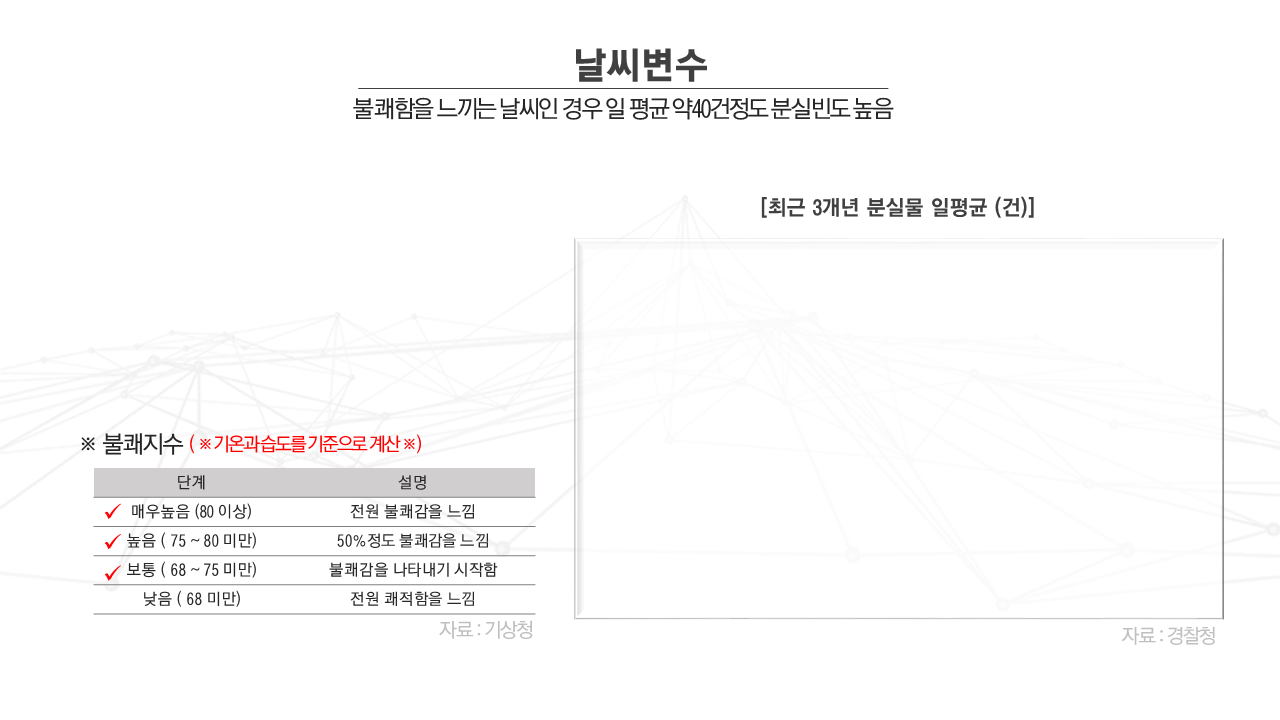 날씨변수
불쾌함을 느끼는 날씨인 경우 일 평균 약40건정도 분실빈도 높음
[최근 3개년 분실물 일평균 (건)]
※ 불쾌지수 ( ※ 기온과 습도를 기준으로 계산 ※)
단계 설명
매우높음 (80 이상) 전원 불쾌감을 느낌
높음 ( 75 ~ 80 미만) 50%정도 불쾌감을 느낌
보통 ( 68 ~ 75 미만) 불쾌감을 나타내기 시작함
낮음 ( 68 미만) 전원 쾌적함을 느낌
자료 : 기상청
자료 : 경찰청